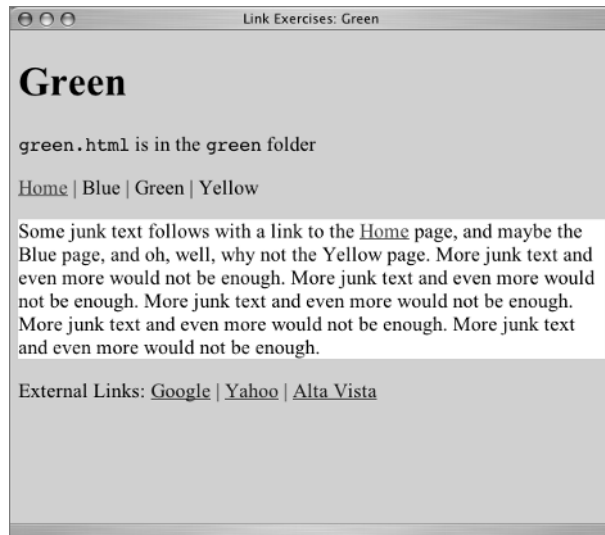 Link Exercises: Green
Green
green.html is in the green folder
Home | Blue | Green | Yellow
Some junk text follows with a link to the Home page, and maybe the
Blue page, and oh, well, why not the Yellow page. More junk text and
even more would not be enough. More junk text and even more would
not be enough. More junk text and even more would not be enough.
More junk text and even more would not be enough. More junk text
and even more would not be enough.
External Links: Google | Yahoo | Alta Vista